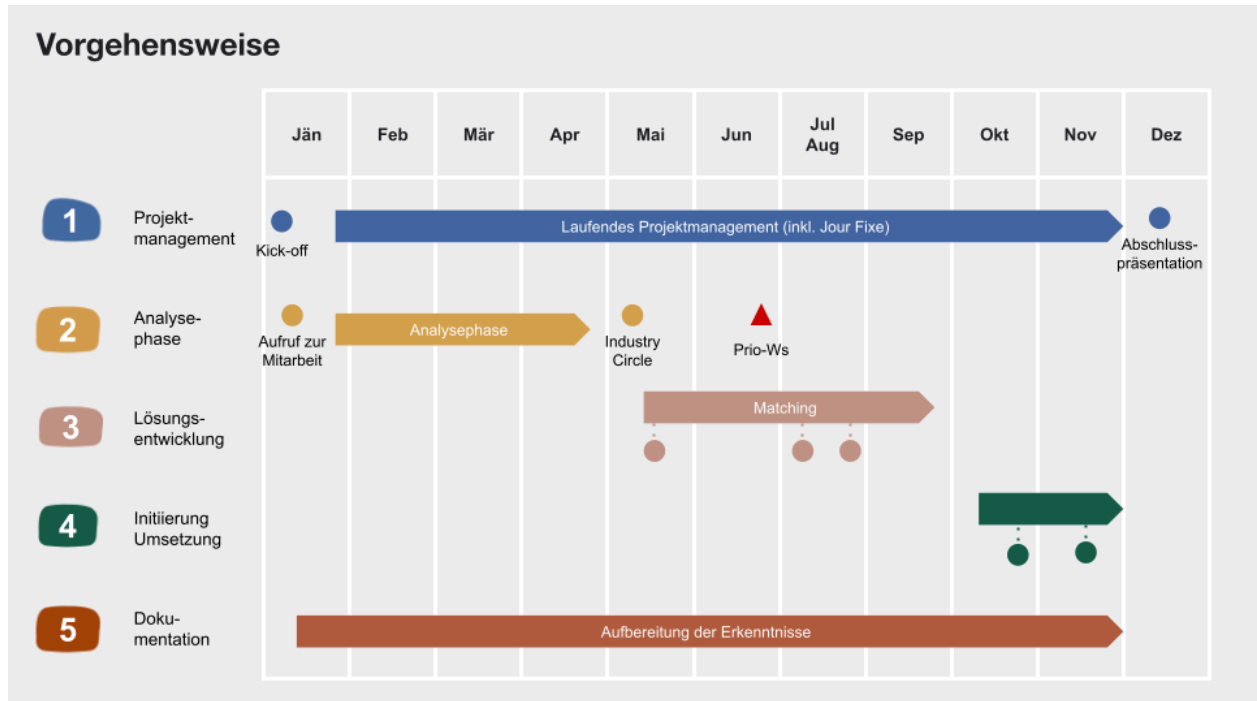 Vorgehensweise
Jän
Feb
Mär
Apr
Mai
Jun
Jul
Aug
Sep
Okt
Nov
Dez
1
Projekt-
management
Kick-off
Laufendes Projektmanagement (inkl. Jour Fixe)
Abschluss-
präsentation
2
Analyse-
phase
Aufruf zur
Mitarbeit
Analysephase
Industry
Circle
Prio-Ws
3
Lösungs-
entwicklung
Matching
4
Initiierung
Umsetzung
5
Doku-
mentation
Aufbereitung der Erkenntnisse